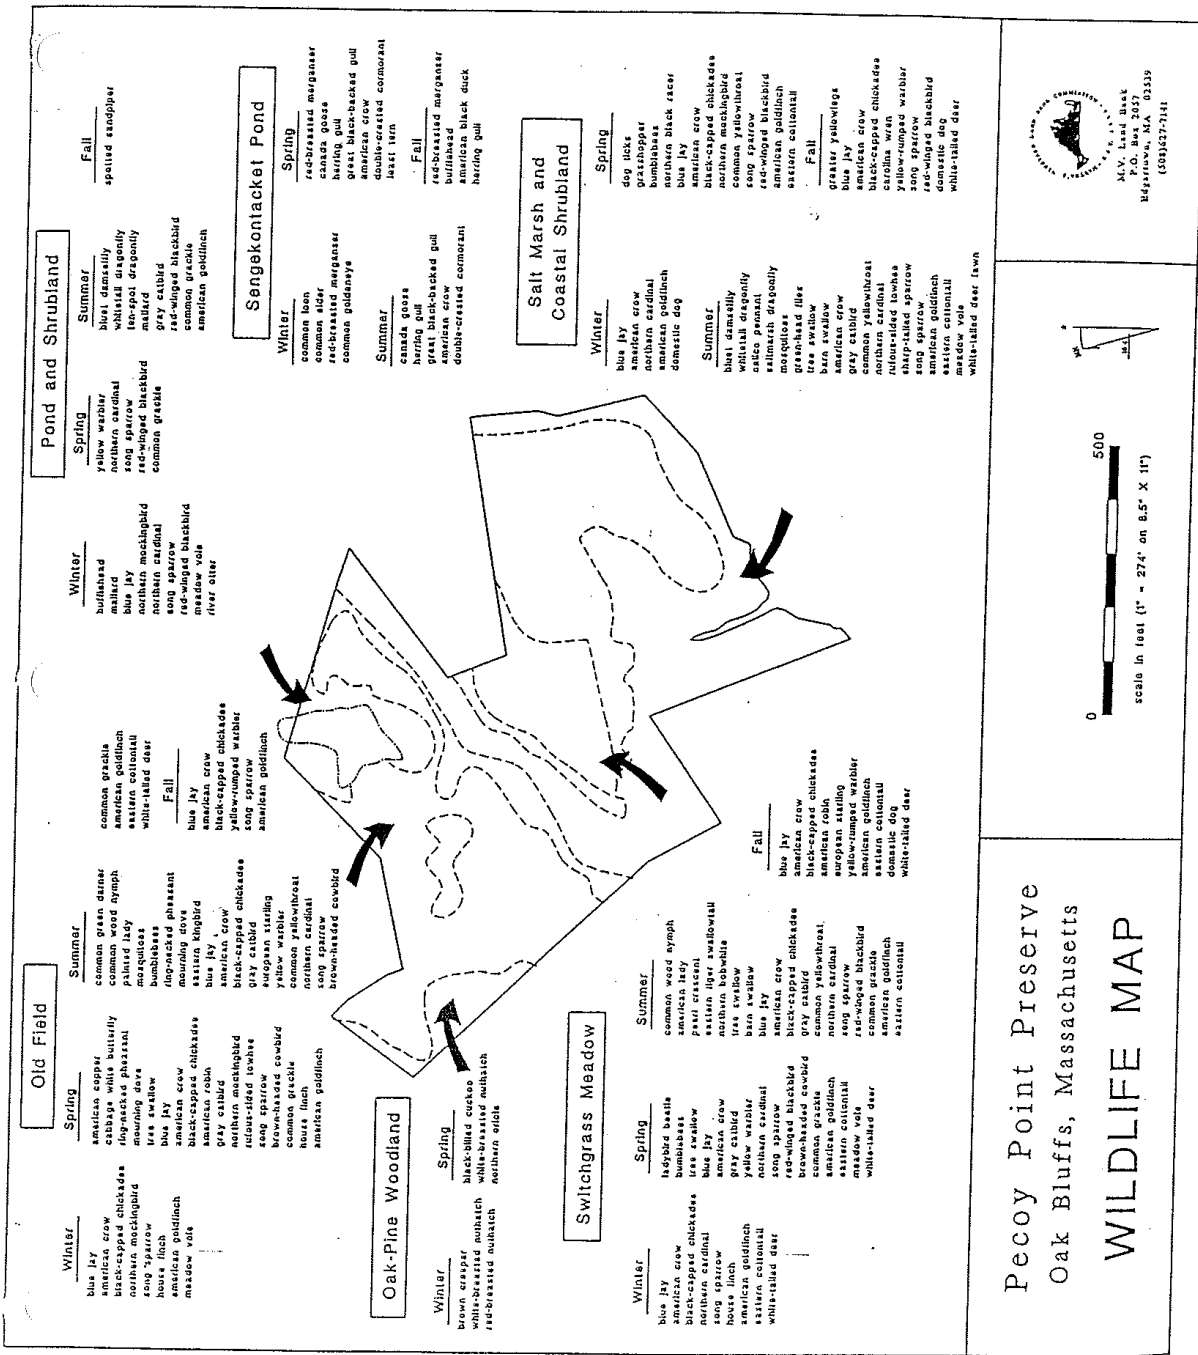 Old Field
Winter
blue jay
american crow
black-capped chickadee
northern mockingbird
song sparrow
house finch
american goldfinch
meadow vole
Spring
american copper
cabbage white butterfly
ring-necked pheasant
mourning dove
tree swallow
blue jay
american crow
black-capped chickadee
american robin
gray catbird
northern mockingbird
rufous-sided towhee
song sparrow
brown-headed cowbird
common grackle
house finch
american goldfinch
Summer
common green darner
common wood nymph
painted lady
mosquitoes
bumblebees
ring-necked pheasant
mourning dove
eastern kingbird
blue jay
american crow
black-capped chickadee
gray catbird
european starling
yellow warbler
common yellowthroat
northern cardinal
song sparrow
brown-headed cowbird
common grackle
american goldfinch
eastern cottontail
white-tailed deer
Fall
blue jay
american crow
black-capped chickadee
yellow-rumped warbler
song sparrow
american goldfinch
Pond and Shrubland
Winter
bufflehead
mallard
blue jay
northern mockingbird
northern cardinal
song sparrow
red-winged blackbird
meadow vole
river otter
Spring
yellow warbler
northern cardinal
song sparrow
red-winged blackbird
common grackle
Summer
bluet damselfly
whitetail dragonfly
ten-spot dragonfly
mallard
gray catbird
red-winged blackbird
common grackle
american goldfinch
Fall
spotted sandpiper
Sengekontacket Pond
Winter
common loon
common eider
red-breasted merganser
common goldeneye
Spring
red-breasted merganser
canada goose
herring gull
great black-backed gull
american crow
double-crested cormorant
least tern
Summer
canada goose
herring gull
great black-backed gull
american crow
double-crested cormorant
Fall
red-breasted merganser
bufflehead
american black duck
herring gull
Oak-Pine Woodland
Winter
brown creeper
white-breasted nuthatch
red-breasted nuthatch
Spring
black-billed cuckoo
white-breasted nuthatch
northern oriole
Salt Marsh and
Coastal Shrubland
Winter
blue jay
american crow
northern cardinal
american goldfinch
domestic dog
Spring
dog ticks
grasshopper
bumblebees
northern black racer
blue jay
american crow
black-capped chickadee
northern mockingbird
common yellowthroat
song sparrow
red-winged blackbird
american goldfinch
eastern cottontail
Summer
bluet damselfly
whitetail dragonfly
calico pennant
saltmarsh dragonfly
mosquitoes
green-head flies
tree swallow
barn swallow
american crow
gray catbird
common yellowthroat
northern cardinal
rufous-sided towhee
sharp-tailed sparrow
song sparrow
american goldfinch
eastern cottontail
meadow vole
white-tailed deer fawn
Fall
greater yellowlegs
blue jay
american crow
black-capped chickadee
carolina wren
yellow-rumped warbler
song sparrow
red-winged blackbird
domestic dog
white-tailed deer
Switchgrass Meadow
Winter
blue jay
american crow
black-capped chickadee
northern cardinal
song sparrow
house finch
american goldfinch
eastern cottontail
white-tailed deer
Spring
ladybird beetle
bumblebees
tree swallow
blue jay
american crow
gray catbird
yellow warbler
northern cardinal
song sparrow
red-winged blackbird
brown-headed cowbird
common grackle
american goldfinch
eastern cottontail
meadow vole
white-tailed deer
Summer
common wood nymph
american lady
pearl crescent
eastern tiger swallowtail
northern bobwhite
tree swallow
barn swallow
blue jay
american crow
black-capped chickadee
gray catbird
common yellowthroat
northern cardinal
song sparrow
red-winged blackbird
common grackle
american goldfinch
eastern cottontail
Fall
blue jay
american crow
black-capped chickadee
american robin
european starling
yellow-rumped warbler
american goldfinch
eastern cottontail
domestic dog
white-tailed deer
Pecoy Point Preserve
Oak Bluffs, Massachusetts
WILDLIFE MAP
0 500
scale in feet (1" = 274' on 8.5" X 11")
M.V. Land Bank
P.O. Box 2057
Edgartown, MA 02539
(508)627-7141